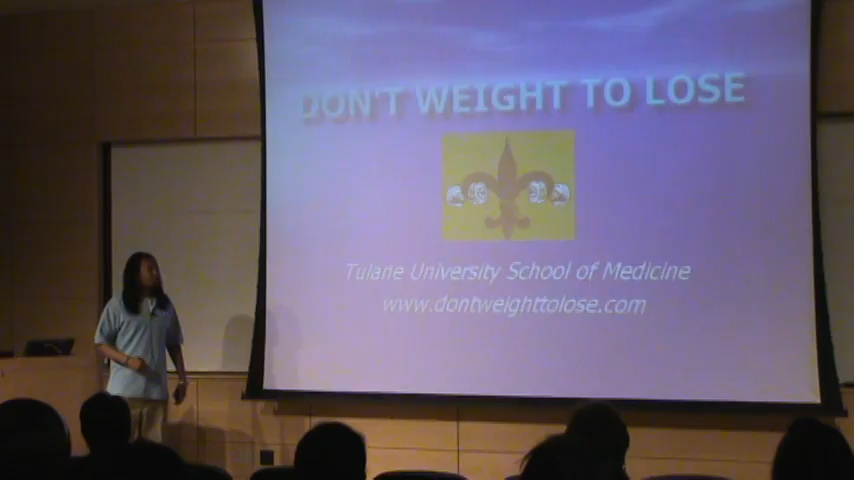 DON'T WEIGHT TO LOSE
Tulane University School of Medicine
www.dontweighttolose.com